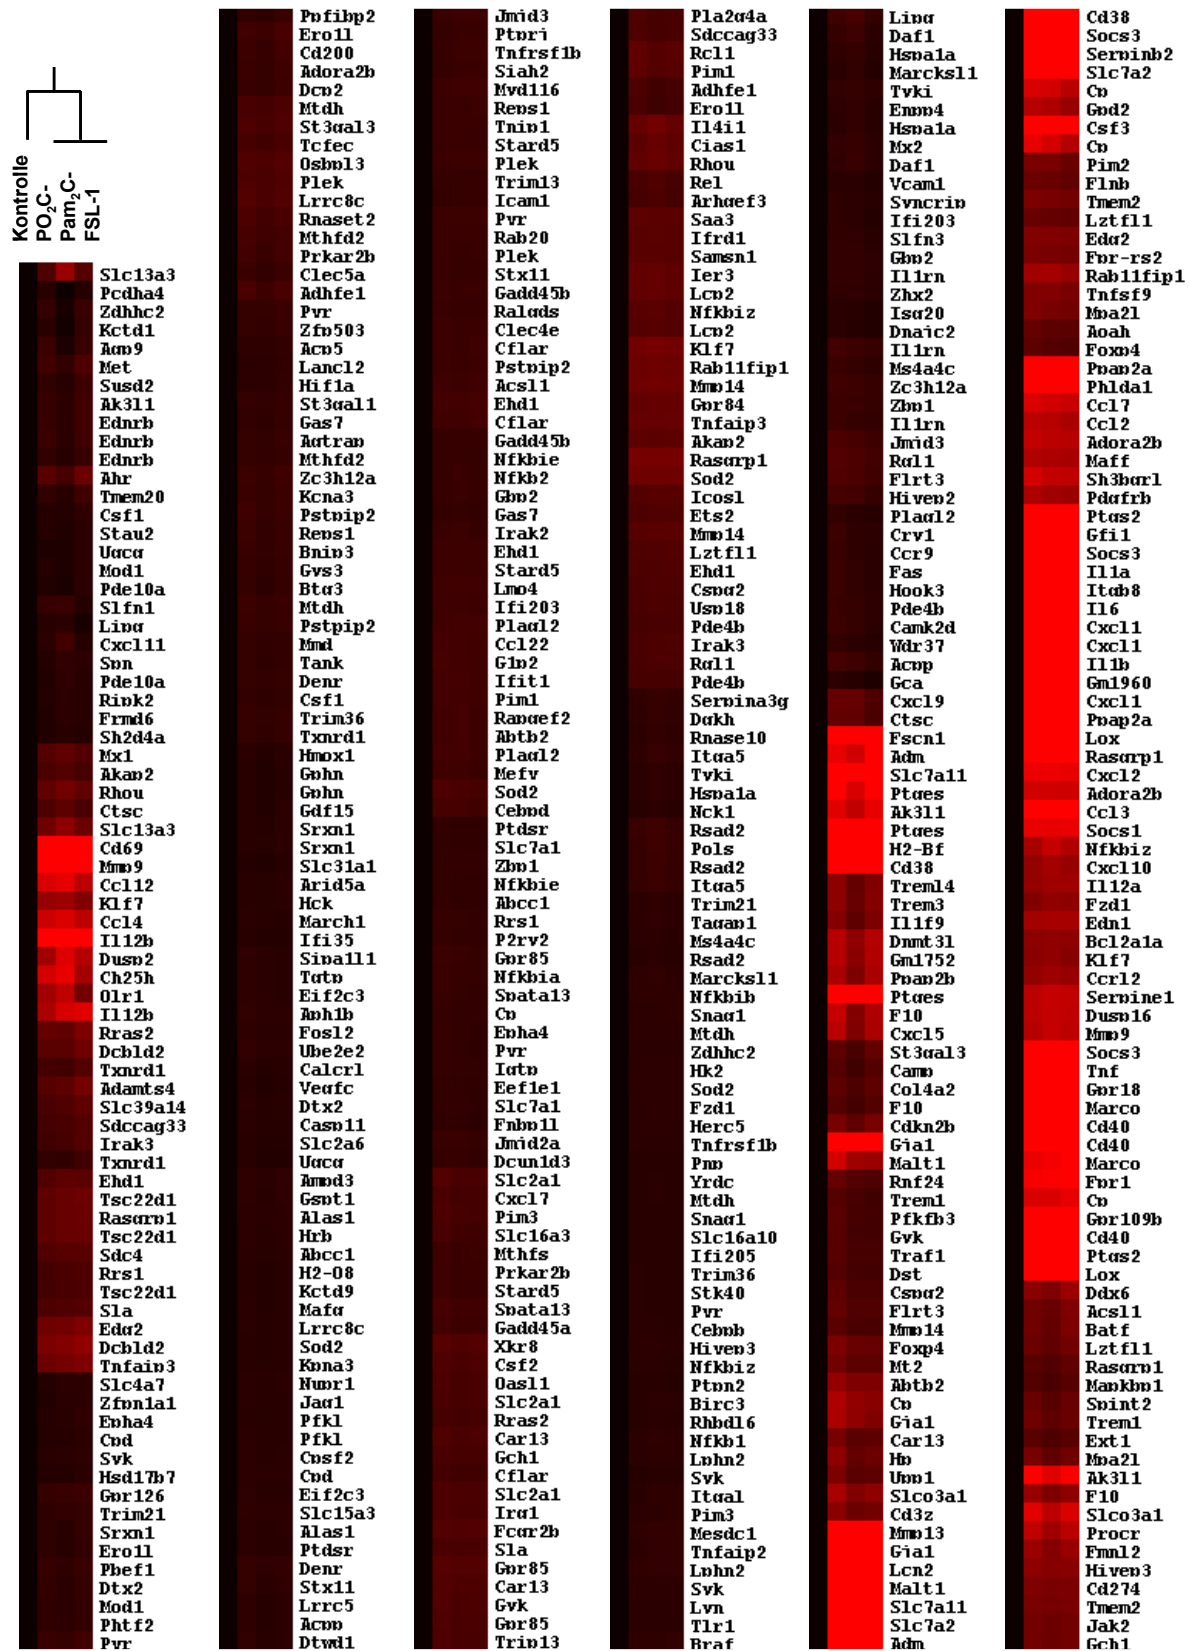 Kontrolle
PO2C-
Pam2C-
FSL-1
Slc13a3
Pcdha4
Zdhhc2
Kctd1
Aqp9
Met
Susd2
Ak3l1
Ednrb
Ednrb
Ednrb
Ahr
Tmem20
Csf1
Stau2
Uaca
Mod1
Pde10a
Slfn1
Lipg
Cxcl11
Spn
Pde10a
Ripk2
Frmd6
Sh2d4a
Mx1
Akap2
Rhou
Ctsc
Slc13a3
Cd69
Mmp9
Ccl12
Klf7
Ccl4
Il12b
Dusp2
Ch25h
Olr1
Il12b
Rras2
Dcbld2
Txnrd1
Adamts4
Slc39a14
Sdccag33
Irak3
Txnrd1
Ehd1
Tsc22d1
Rasgrp1
Tsc22d1
Sdc4
Rrs1
Tsc22d1
Sla
Edg2
Dcbld2
Tnfaip3
Slc4a7
Zfpn1a1
Epha4
Cpd
Syk
Hsd17b7
Gpr126
Trim21
Srxn1
Ero1l
Pbef1
Dtx2
Mod1
Phtf2
Pvr
Ppfibp2
Ero1l
Cd200
Adora2b
Dcp2
Mtdh
St3gal3
Tcfec
Osbpl3
Plek
Lrrc8c
Rnaset2
Mthfd2
Prkar2b
Clec5a
Adhfe1
Pvr
Zfp503
Acp5
Lancl2
Hif1a
St3gal1
Gas7
Agtrap
Mthfd2
Zc3h12a
Kcna3
Pstpip2
Reps1
Bnip3
Gys3
Btg3
Mtdh
Pstpip2
Mmd
Tank
Denr
Csf1
Trim36
Txnrd1
Hmox1
Gphn
Gphn
Gdf15
Srxn1
Srxn1
Slc31a1
Arid5a
Hck
March1
Ifi35
Sipa1l1
Tgtp
Eif2c3
Aph1b
Fosl2
Ube2e2
Calcrl
Vegfc
Dtx2
Casp11
Slc2a6
Uaca
Ampd3
Gspt1
Alas1
Hrb
Abcc1
H2-O8
Kctd9
Mafg
Lrrc8c
Sod2
Kpna3
Nupr1
Jag1
Pfkl
Pfkl
Cpsf2
Cpd
Eif2c3
Slc15a3
Alas1
Ptdsr
Denr
Stx11
Lrrc5
Acpp
Dtwd1
Jmjd3
Ptprj
Tnfrsf1b
Siah2
Myd116
Reps1
Tnip1
Stard5
Plek
Trim13
Icam1
Pvr
Rab20
Plek
Stx11
Gadd45b
Ralgds
Clec4e
Cflar
Pstpip2
Acsl1
Ehd1
Cflar
Gadd45b
Nfkbie
Nfkb2
Gbp2
Gas7
Irak2
Ehd1
Stard5
Lmo4
Ifi203
Plagl2
Ccl22
G1p2
Ifit1
Pim1
Rapgef2
Abtb2
Plagl2
Mefv
Sod2
Cebpd
Ptdsr
Slc7a1
Zbp1
Nfkbie
Abcc1
Rrs1
P2ry2
Gpr85
Nfkbia
Spata13
Cp
Epha4
Pvr
Igtp
Eef1e1
Slc7a1
Fnbp1l
Jmjd2a
Dcun1d3
Slc2a1
Cxcl7
Pim3
Slc16a3
Mthfs
Prkar2b
Stard5
Spata13
Gadd45a
Xkr8
Csf2
Oasl1
Slc2a1
Rras2
Car13
Gch1
Cflar
Slc2a1
Irg1
Fcgr2b
Sla
Gpr85
Car13
Gyk
Gpr85
Trip13
Pla2g4a
Sdccag33
Rcl1
Pim1
Adhfe1
Ero1l
Il4i1
Cias1
Rhou
Rel
Arhgef3
Saa3
Ifrd1
Samsn1
Ier3
Lcp2
Nfkbiz
Lcp2
Klf7
Rab11fip1
Mmp14
Gpr84
Tnfaip3
Akap2
Rasgrp1
Sod2
Icosl
Ets2
Mmp14
Lztfl1
Ehd1
Cspg2
Usp18
Pde4b
Irak3
Rgl1
Pde4b
Serpina3g
Dgkh
Rnase10
Itga5
Tyki
Hspa1a
Nck1
Rsad2
Pols
Rsad2
Itga5
Trim21
Tagap1
Ms4a4c
Rsad2
Marcksl1
Nfkbib
Snag1
Mtdh
Zdhhc2
Hk2
Sod2
Fzd1
Herc5
Tnfrsf1b
Pnp
Yrdc
Mtdh
Snag1
Slc16a10
Ifi205
Trim36
Stk40
Pvr
Cebpb
Hivep3
Nfkbiz
Ptpn2
Birc3
Rhbdl6
Nfkb1
Lphn2
Syk
Itgal
Pim3
Mesdc1
Tnfaip2
Lphn2
Syk
Lyn
Tlr1
Braf
Lipg
Daf1
Hspa1a
Marcksl1
Tyki
Enpp4
Hspa1a
Mx2
Daf1
Vcam1
Syncrip
Ifi203
Slfn3
Gbp2
Il1rn
Zhx2
Isg20
Dnajc2
Il1rn
Ms4a4c
Zc3h12a
Zbp1
Il1rn
Jmjd3
Rgl1
Flrt3
Hivep2
Plagl2
Cry1
Ccr9
Fas
Hook3
Pde4b
Camk2d
Wdr37
Acpp
Gca
Cxcl9
Ctsc
Fscn1
Adm
Slc7a11
Ptges
Ak3l1
Ptges
H2-Bf
Cd38
Treml4
Trem3
Il1f9
Dnmt3l
Gm1752
Ppap2b
Ptges
F10
Cxcl5
St3gal3
Camp
Col4a2
F10
Cdkn2b
Gja1
Malt1
Rnf24
Trem1
Pfkfb3
Gyk
Traf1
Dst
Cspg2
Flrt3
Mmp14
Foxp4
Mt2
Abtb2
Cp
Gja1
Car13
Hp
Upp1
Slco3a1
Cd3z
Mmp13
Gja1
Lcn2
Malt1
Slc7a11
Slc7a2
Adm
Cd38
Socs3
Serpinb2
Slc7a2
Cp
Gpd2
Csf3
Cp
Pim2
Flnb
Tmem2
Lztfl1
Edg2
Fpr-rs2
Rab11fip1
Tnfsf9
Mpa2l
Aoah
Foxp4
Ppap2a
Phlda1
Ccl7
Ccl2
Adora2b
Maff
Sh3bgrl
Pdgfrb
Ptgs2
Gfi1
Socs3
Il1a
Itgb8
Il6
Cxcl1
Cxcl1
Il1b
Gm1960
Cxcl1
Ppap2a
Lox
Rasgrp1
Cxcl2
Adora2b
Ccl3
Socs1
Nfkbiz
Cxcl10
Il12a
Fzd1
Edn1
Bcl2a1a
Klf7
Ccrl2
Serpine1
Dusp16
Mmp9
Socs3
Tnf
Gpr18
Marco
Cd40
Cd40
Marco
Fpr1
Cp
Gpr109b
Cd40
Ptgs2
Lox
Ddx6
Acsl1
Batf
Lztfl1
Rasgrp1
Mapkbp1
Spint2
Trem1
Ext1
Mpa2l
Ak3l1
F10
Slco3a1
Procr
Fmnl2
Hivep3
Cd274
Tmem2
Jak2
Gch1